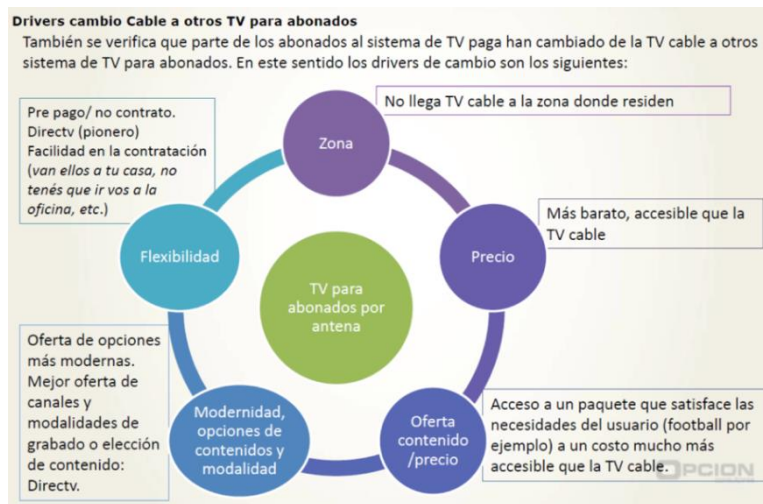 Drivers cambio Cable a otros TV para abonados
También se verifica que parte de los abonados al sistema de TV paga han cambiado de la TV cable a otros
sistema de TV para abonados. En este sentido los drivers de cambio son los siguientes:
No llega TV cable a la zona donde residen
Pre pago/ no contrato.
Directv (pionero)
Facilidad en la contratación
(van ellos a tu casa, no
tenés que ir vos a la
oficina, etc.)
Zona
Más barato, accesible que la
TV cable
Flexibilidad
Precio
TV para
abonados por
antena
Oferta de opciones
más modernas.
Mejor oferta de
canales y
modalidades de
grabado o elección
de contenido:
Directv.
Modernidad,
opciones de
contenidos y
modalidad
Oferta
contenido
/precio
Acceso a un paquete que satisface las
necesidades del usuario (football por
ejemplo) a un costo mucho más
accesible que la TV cable.
OPCION